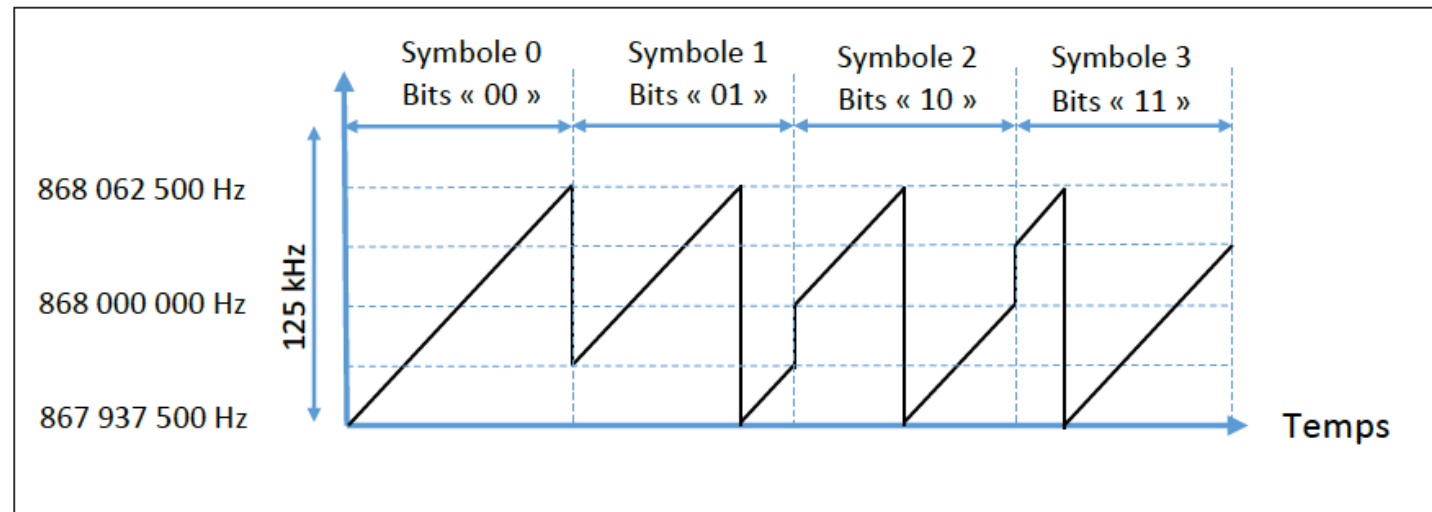 Symbole 0
Bits « 00 »
Symbole 1
Bits « 01 »
Symbole 2
Bits « 10 »
Symbole 3
Bits « 11 »
868 062 500 Hz
125 kHz
868 000 000 Hz
867 937 500 Hz
Temps